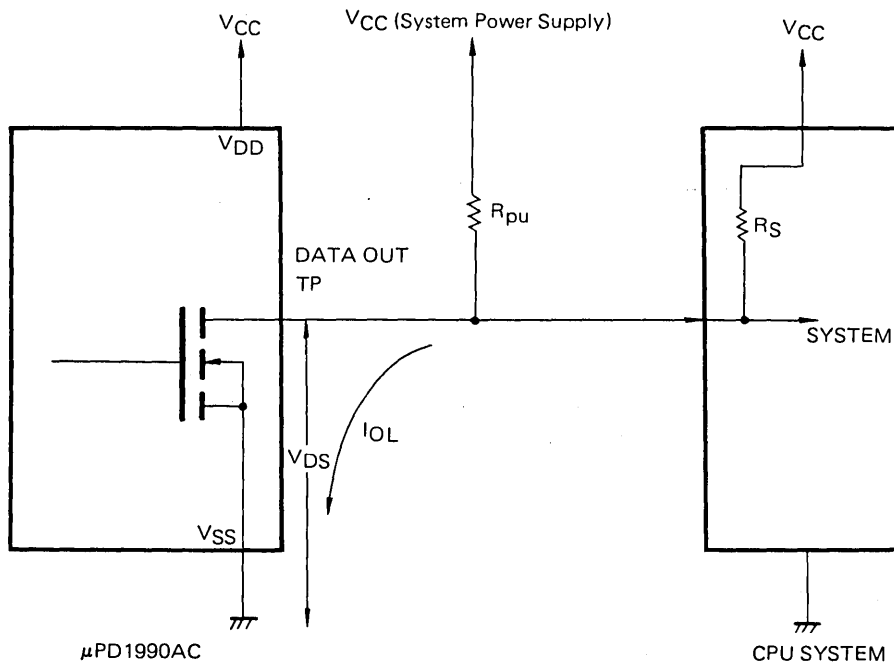 VCC
VCC (System Power Supply)
VCC
VDD
Rpu
RS
DATA OUT
TP
SYSTEM
IOL
VDS
VSS
μPD1990AC
CPU SYSTEM